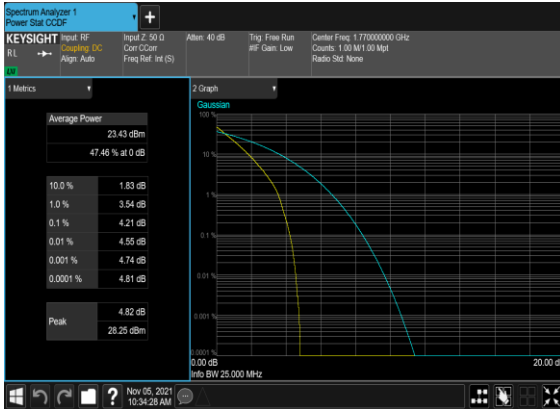 Spectrum Analyzer 1
Power Stat CCDF
KEYSIGHT
RL
Input: RF
Coupling: DC
Align: Auto
Input Z: 50 Ω
Corr CCorr
Freq Ref: Int (S)
Atten: 40 dB
Trig: Free Run
#IF Gain: Low
Center Freq: 1.770000000 GHz
Counts: 1.00 M/1.00 Mpt
Radio Std: None
1 Metrics
Average Power
23.43 dBm
47.46 % at 0 dB
10.0 % 1.83 dB
1.0 % 3.54 dB
0.1 % 4.21 dB
0.01 % 4.55 dB
0.001 % 4.74 dB
0.0001 % 4.81 dB
Peak
4.82 dB
28.25 dBm
2 Graph
Gaussian
100 %
10 %
1 %
0.1 %
0.01 %
0.001 %
0.0001 %
0.00 dB
20.00 d
Info BW 25.000 MHz
?
Nov 05, 2021
10:34:28 AM